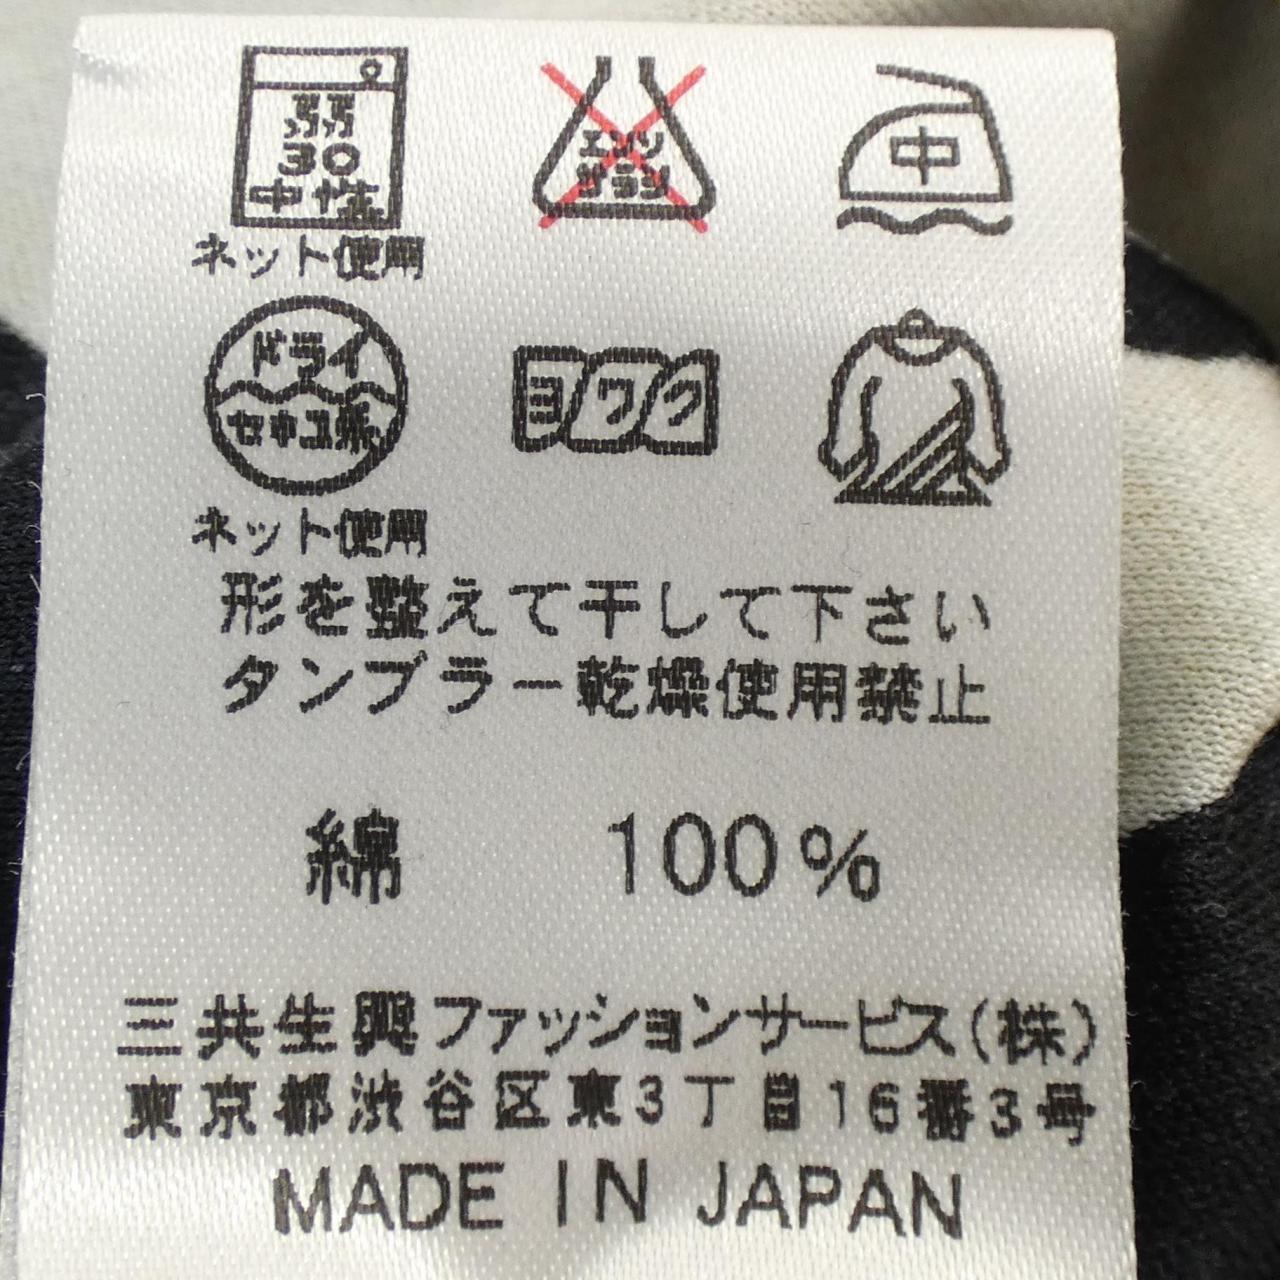 弱
30
中性
ネット使用
エンソ
サラシ
中
ドライ
セキユ系
ネット使用
ヨワク
形を整えて干して下さい
タンブラー乾燥使用禁止
綿 100%
三共生興ファッションサービス(株)
東京都渋谷区東3丁目16番3号
MADE IN JAPAN